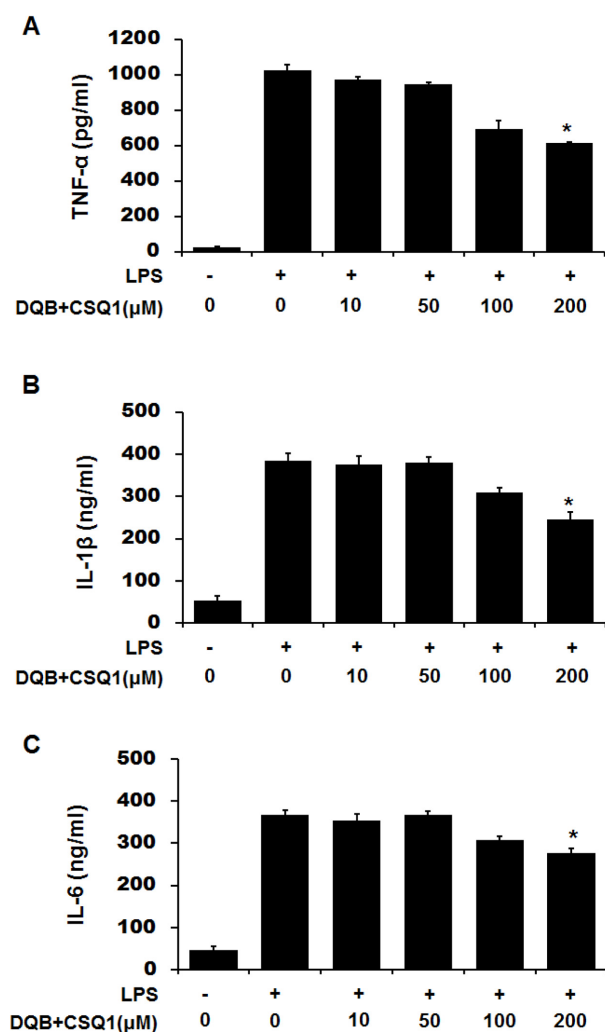 A
TNF-α (pg/ml)
1200
1000
800
600
400
200
0
*
LPS - + + + + +
DQB+CSQ1(μM) 0 0 10 50 100 200
B
IL-1β (ng/ml)
500
400
300
200
100
0
*
LPS - + + + + +
DQB+CSQ1(μM) 0 0 10 50 100 200
C
IL-6 (ng/ml)
500
400
300
200
100
0
*
LPS - + + + + +
DQB+CSQ1(μM) 0 0 10 50 100 200